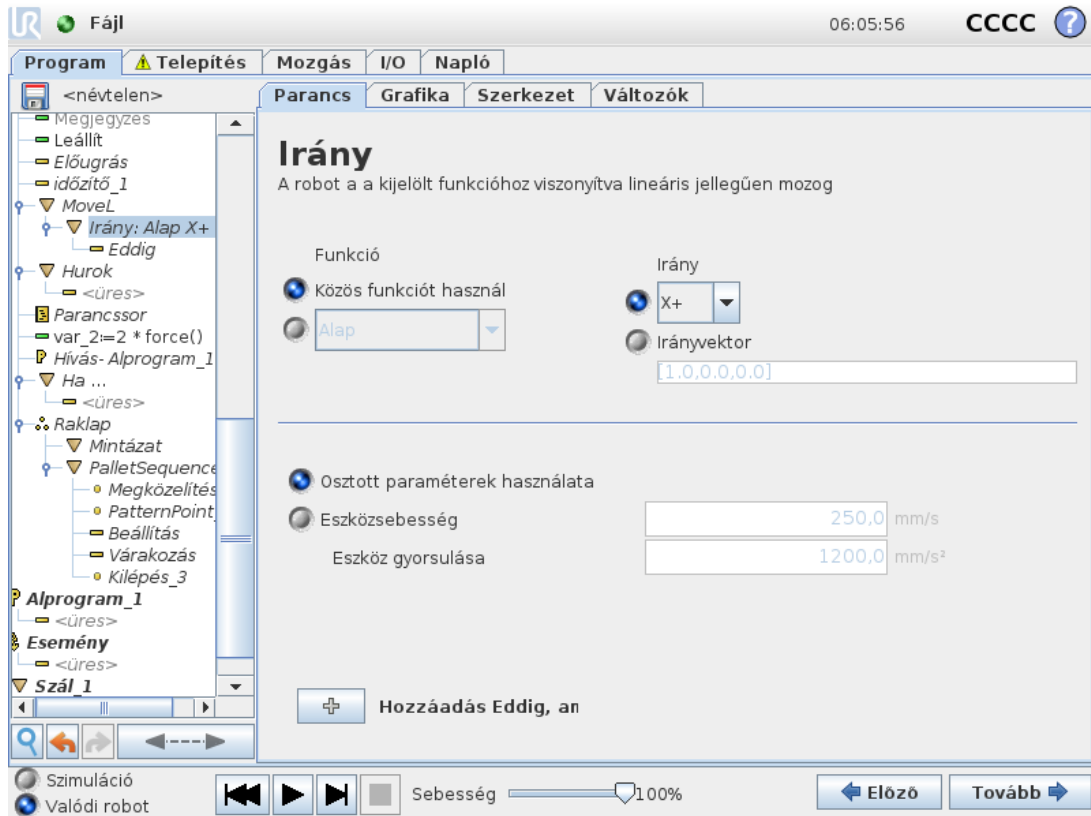 UR Fájl 06:05:56 CCCC ?
Program Telepítés Mozgás I/O Napló
<névtelen>
Parancs Grafika Szerkezet Változók
Megjegyzés
Leállít
Előugrás
időzítő_1
MoveL
Irány: Alap X+
Eddig
Hurok
<üres>
Parancssor
var_2≔2 * force()
Hívás- Alprogram_1
Ha ...
<üres>
Raklap
Mintázat
PalletSequence
Megközelítés
PatternPoint_
Beállítás
Várakozás
Kilépés_3
Alprogram_1
<üres>
Esemény
<üres>
Szál_1
Irány
A robot a a kijelölt funkcióhoz viszonyítva lineáris jellegűen mozog
Funkció
Közös funkciót használ
Alap
Irány
X+
Irányvektor
[1.0,0.0,0.0]
Osztott paraméterek használata
Eszközsebesség 250,0 mm/s
Eszköz gyorsulása 1200,0 mm/s²
Hozzáadás Eddig, an
Szimuláció
Valódi robot
Sebesség 100%
Előző
Tovább